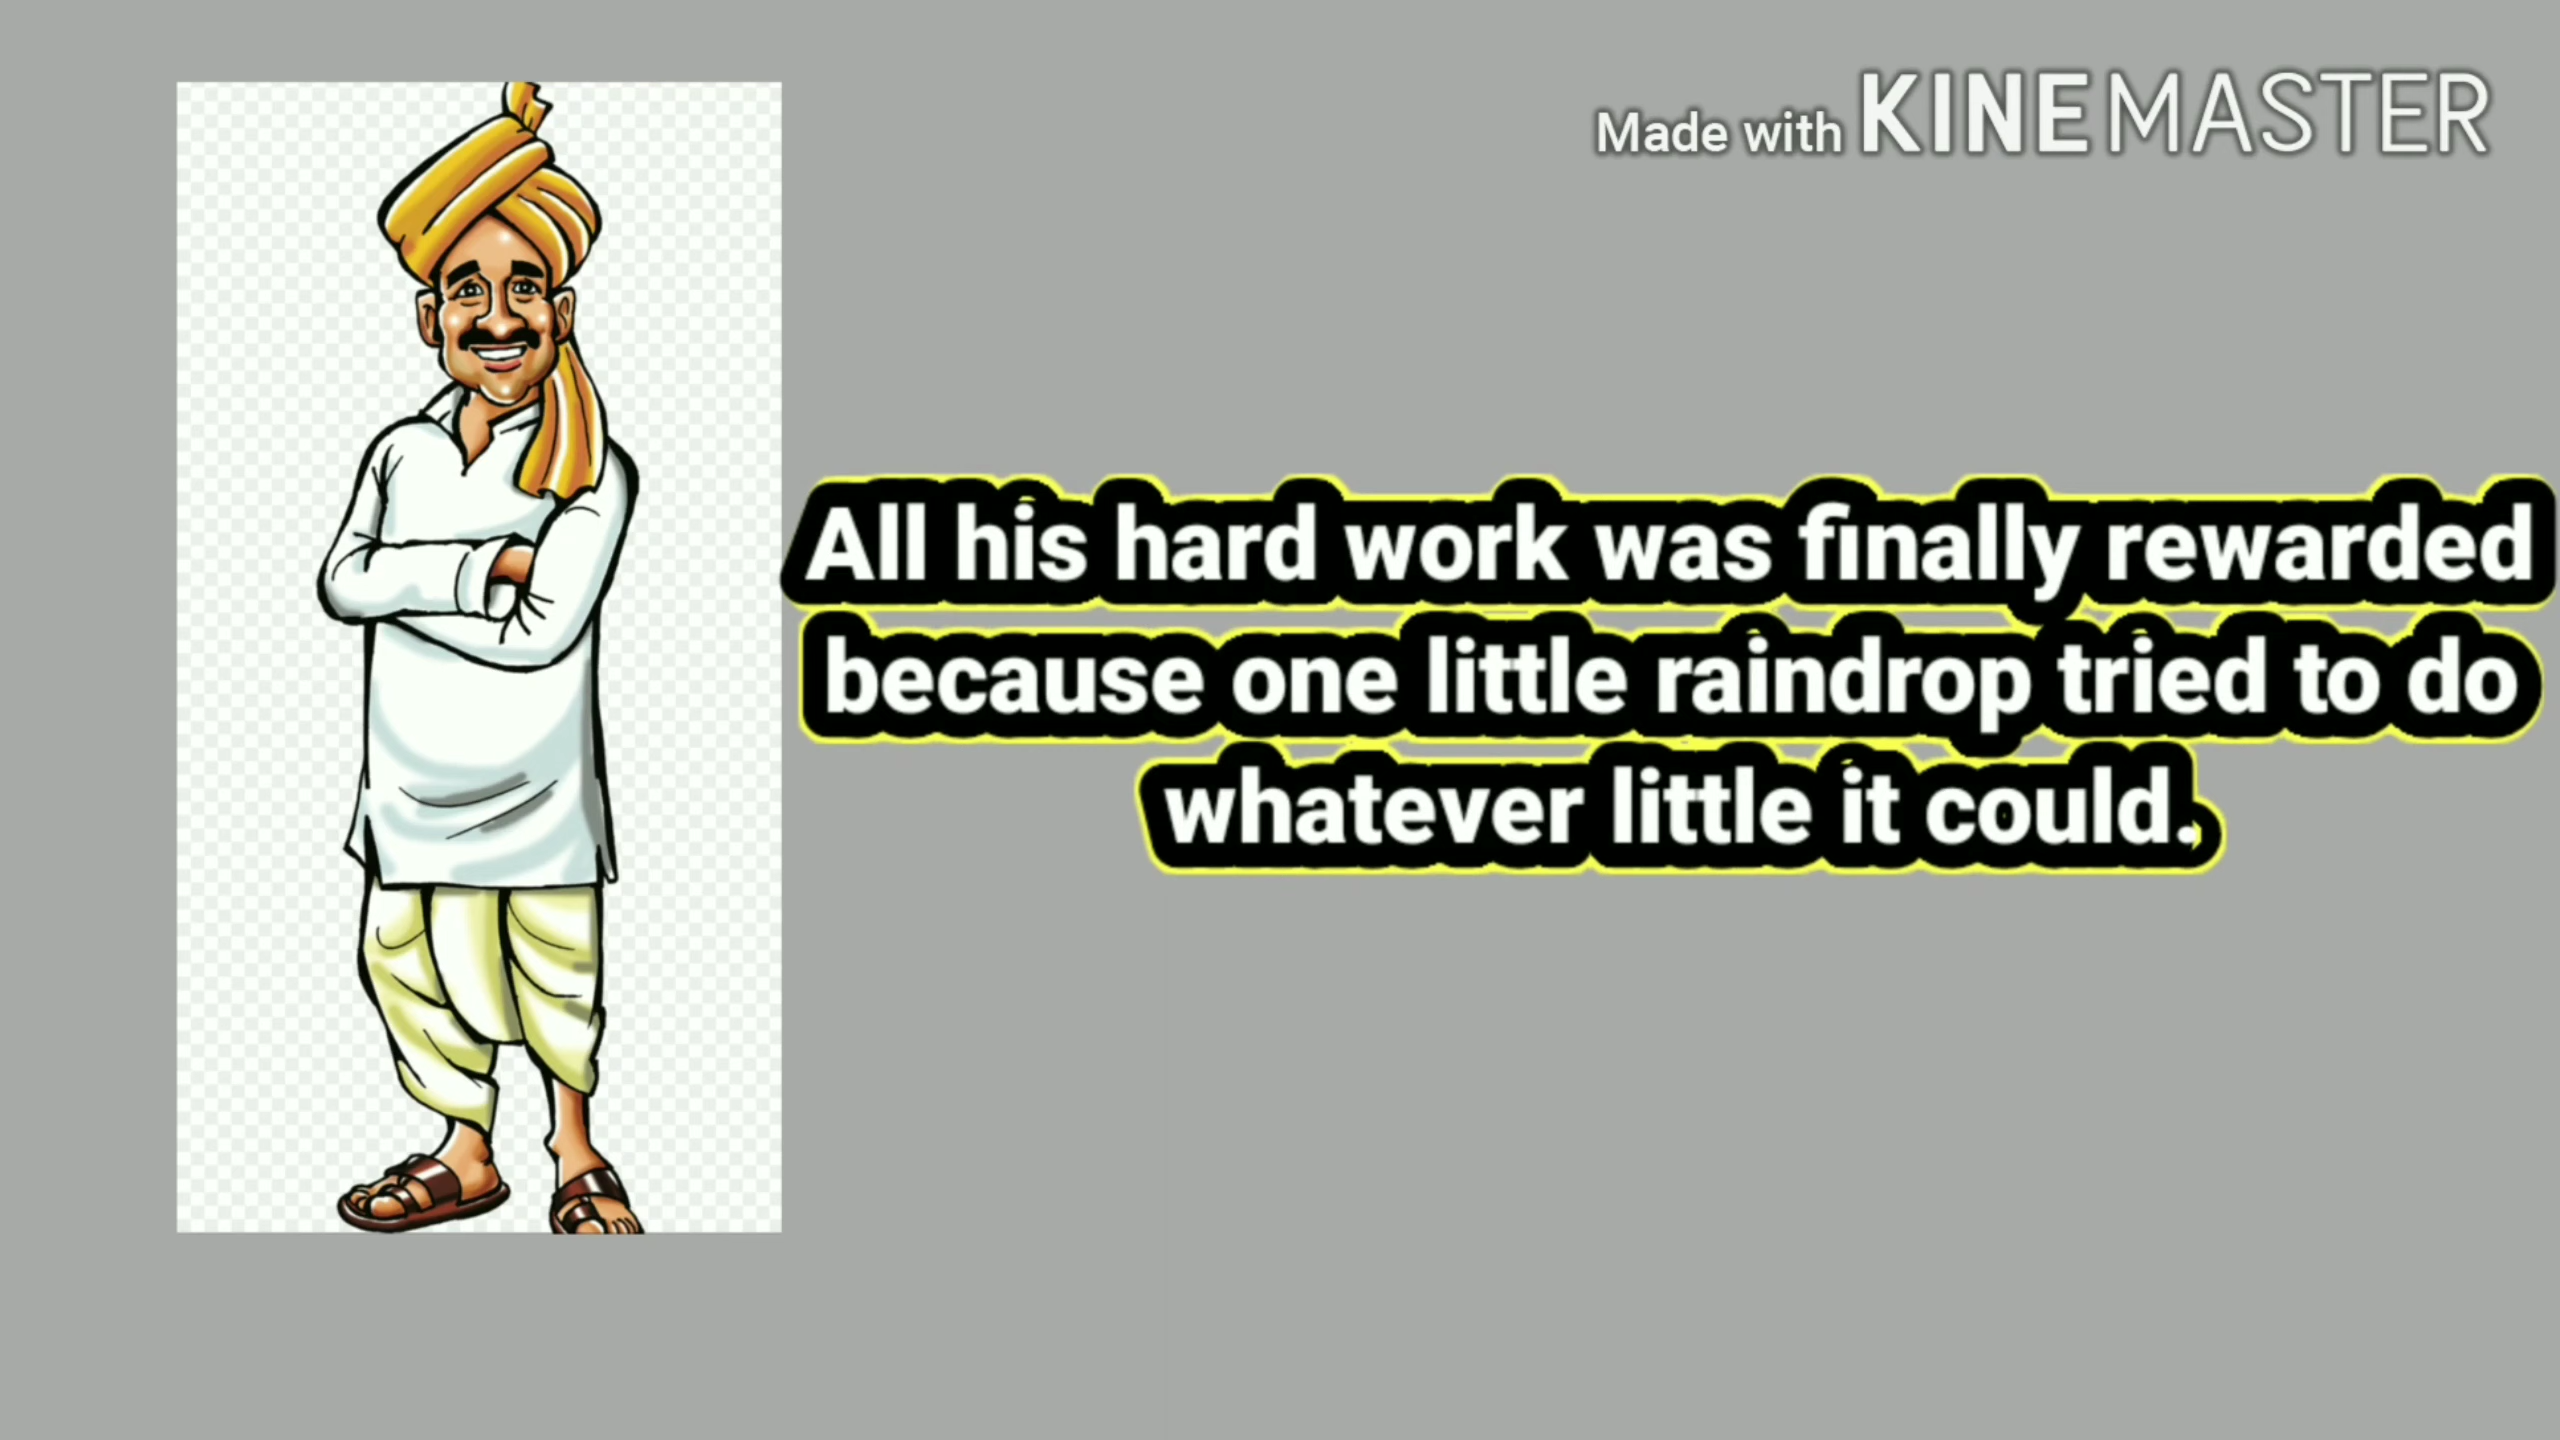 Made with KINEMASTER
All his hard work was finally rewarded
because one little raindrop tried to do
whatever little it could.